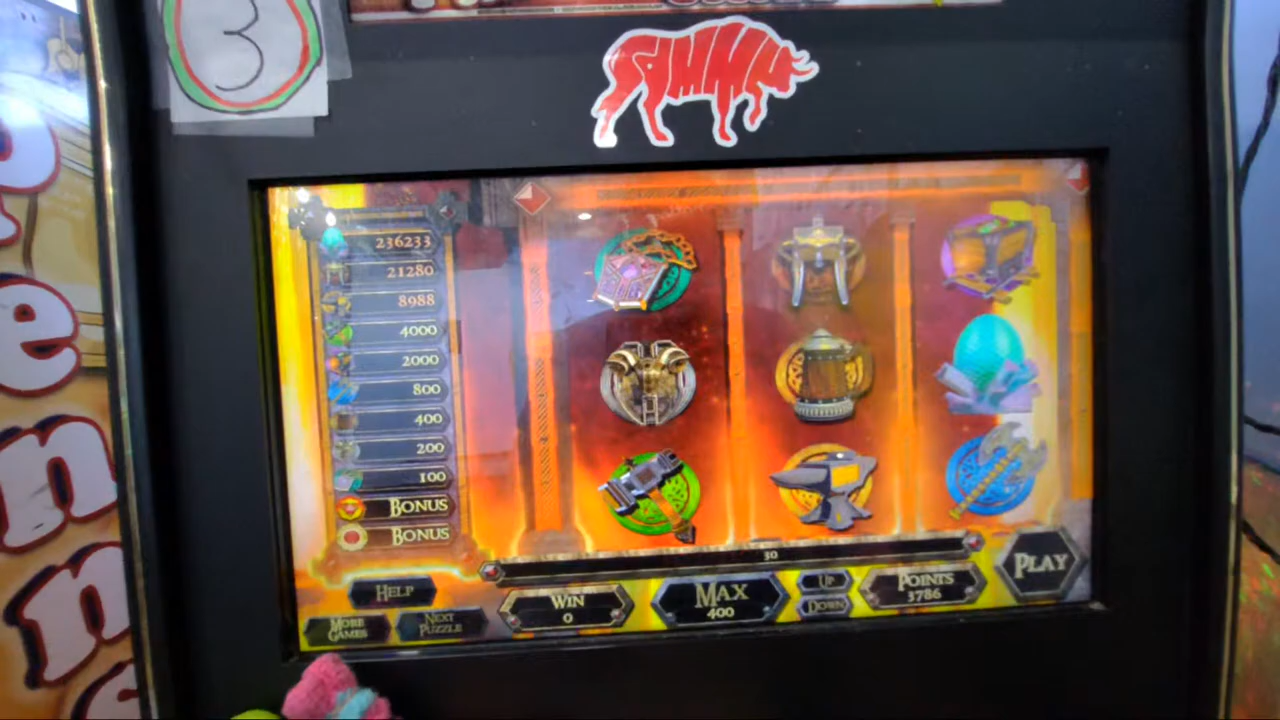 3
SAMMM
236233
21280
8988
4000
2000
800
400
200
100
BONUS
BONUS
30
HELP
WIN
0
MAX
400
UP
DOWN
POINTS
3786
PLAY
MORE
GAMES
NEXT
PUZZLE
P
e
n
n